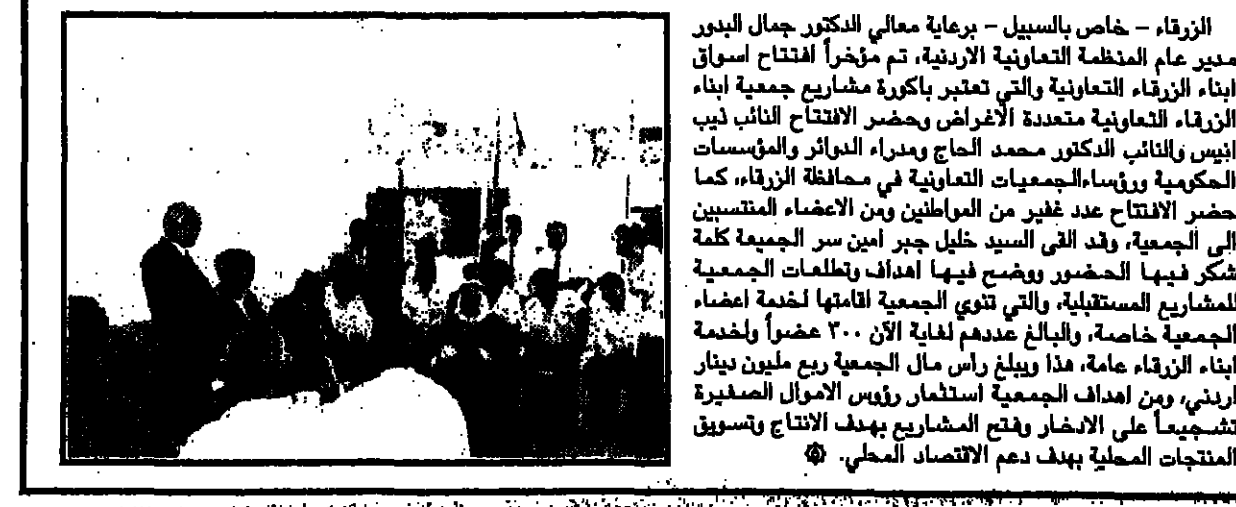 الزرقاء – خاص بالسبيل – برعاية معالي الدكتور جمال البدور
مدير عام المنظمة التعاونية الاردنية، تم مؤخراً افتتاح اسواق
ابناء الزرقاء التعاونية والتي تعتبر باكورة مشاريع جمعية ابناء
الزرقاء التعاونية متعددة الأغراض وحضر الافتتاح النائب ذيب
انيس والنائب الدكتور محمد الحاج ومدراء الدوائر والمؤسسات
الحكومية ورؤساءالجمعيات التعاونية في محافظة الزرقاء، كما
حضر الافتتاح عدد غفير من المواطنين ومن الاعضاء المنتسبين
الى الجمعية، وقد القى السيد خليل جبر امين سر الجميعة كلمة
شكر فيها الحضور ووضح فيها اهداف وتطلعات الجمعية
للمشاريع المستقبلية، والتي تنوي الجمعية اقامتها لخدمة اعضاء
الجمعية خاصة، والبالغ عددهم لغاية الآن ٣٠٠ عضواً ولخدمة
ابناء الزرقاء عامة، هذا ويبلغ راس مال الجمعية ربع مليون دينار
اردني، ومن اهداف الجمعية استثمار رؤوس الاموال الصغيرة
تشجيعاً على الادخار وفتح المشاريع بهدف الانتاج وتسويق
المنتجات المحلية بهدف دعم الاقتصاد المحلي.